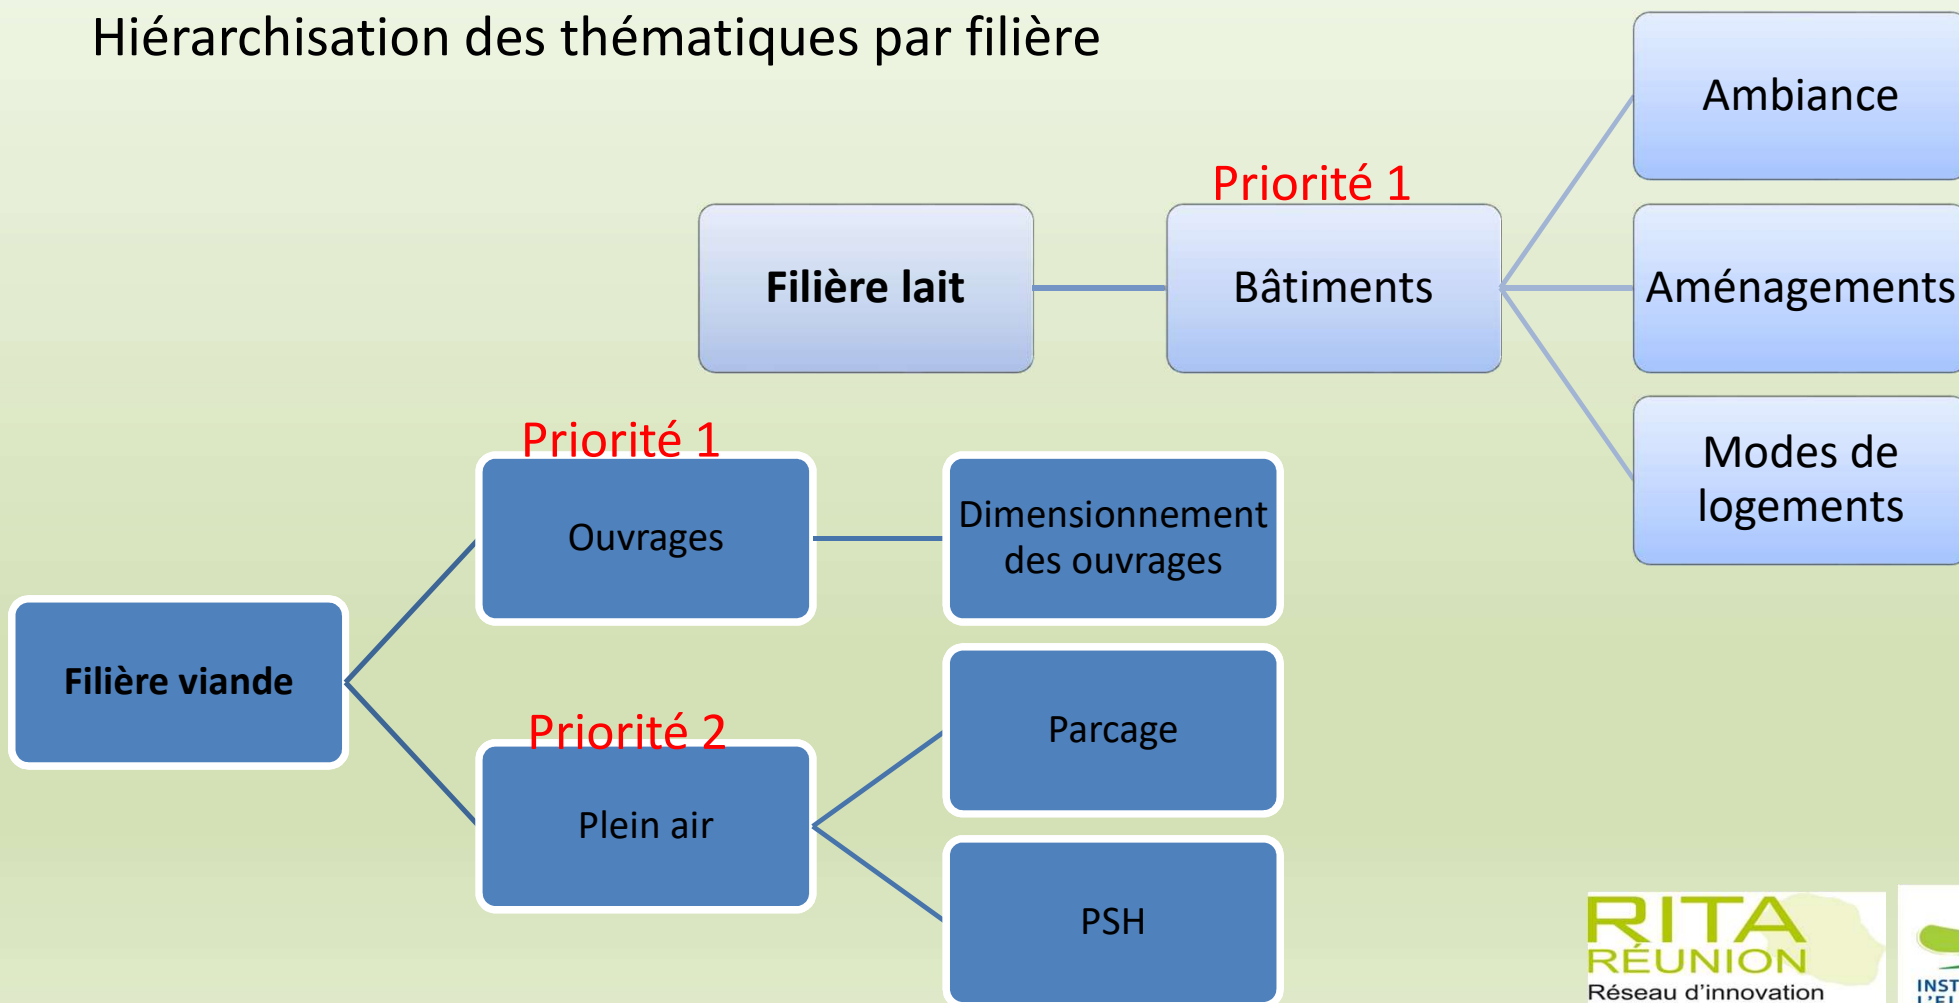 Hiérarchisation des thématiques par filière
Ambiance
Priorité 1
Filière lait
Bâtiments
Aménagements
Modes de
logements
Priorité 1
Ouvrages
Dimensionnement
des ouvrages
Filière viande
Priorité 2
Plein air
Parcage
PSH
RITA
RÉUNION
Réseau d'innovation
INST